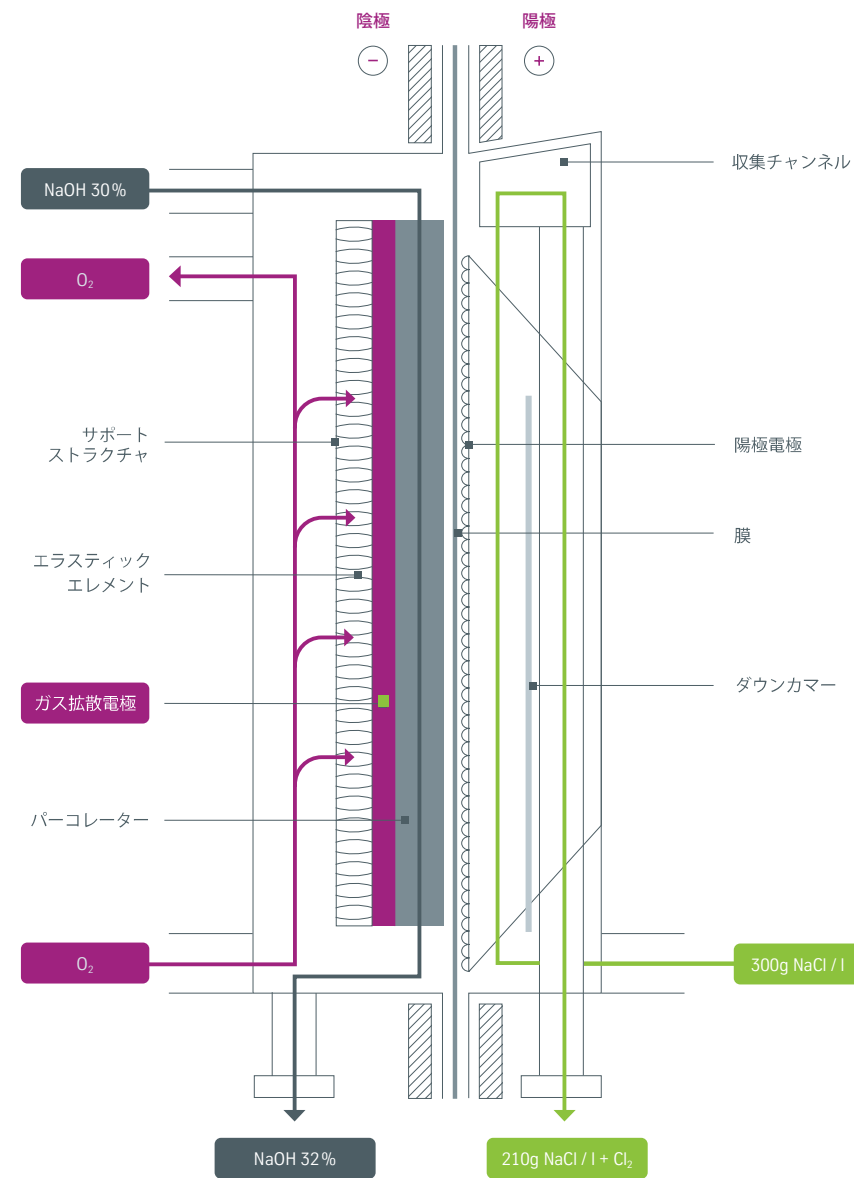 陰極
陽極
−
+
収集チャンネル
NaOH 30%
O₂
サポート
ストラクチャ
陽極電極
膜
エラスティック
エレメント
ガス拡散電極
ダウンカマー
パーコレーター
O₂
300g NaCl / l
NaOH 32%
210g NaCl / l + Cl₂